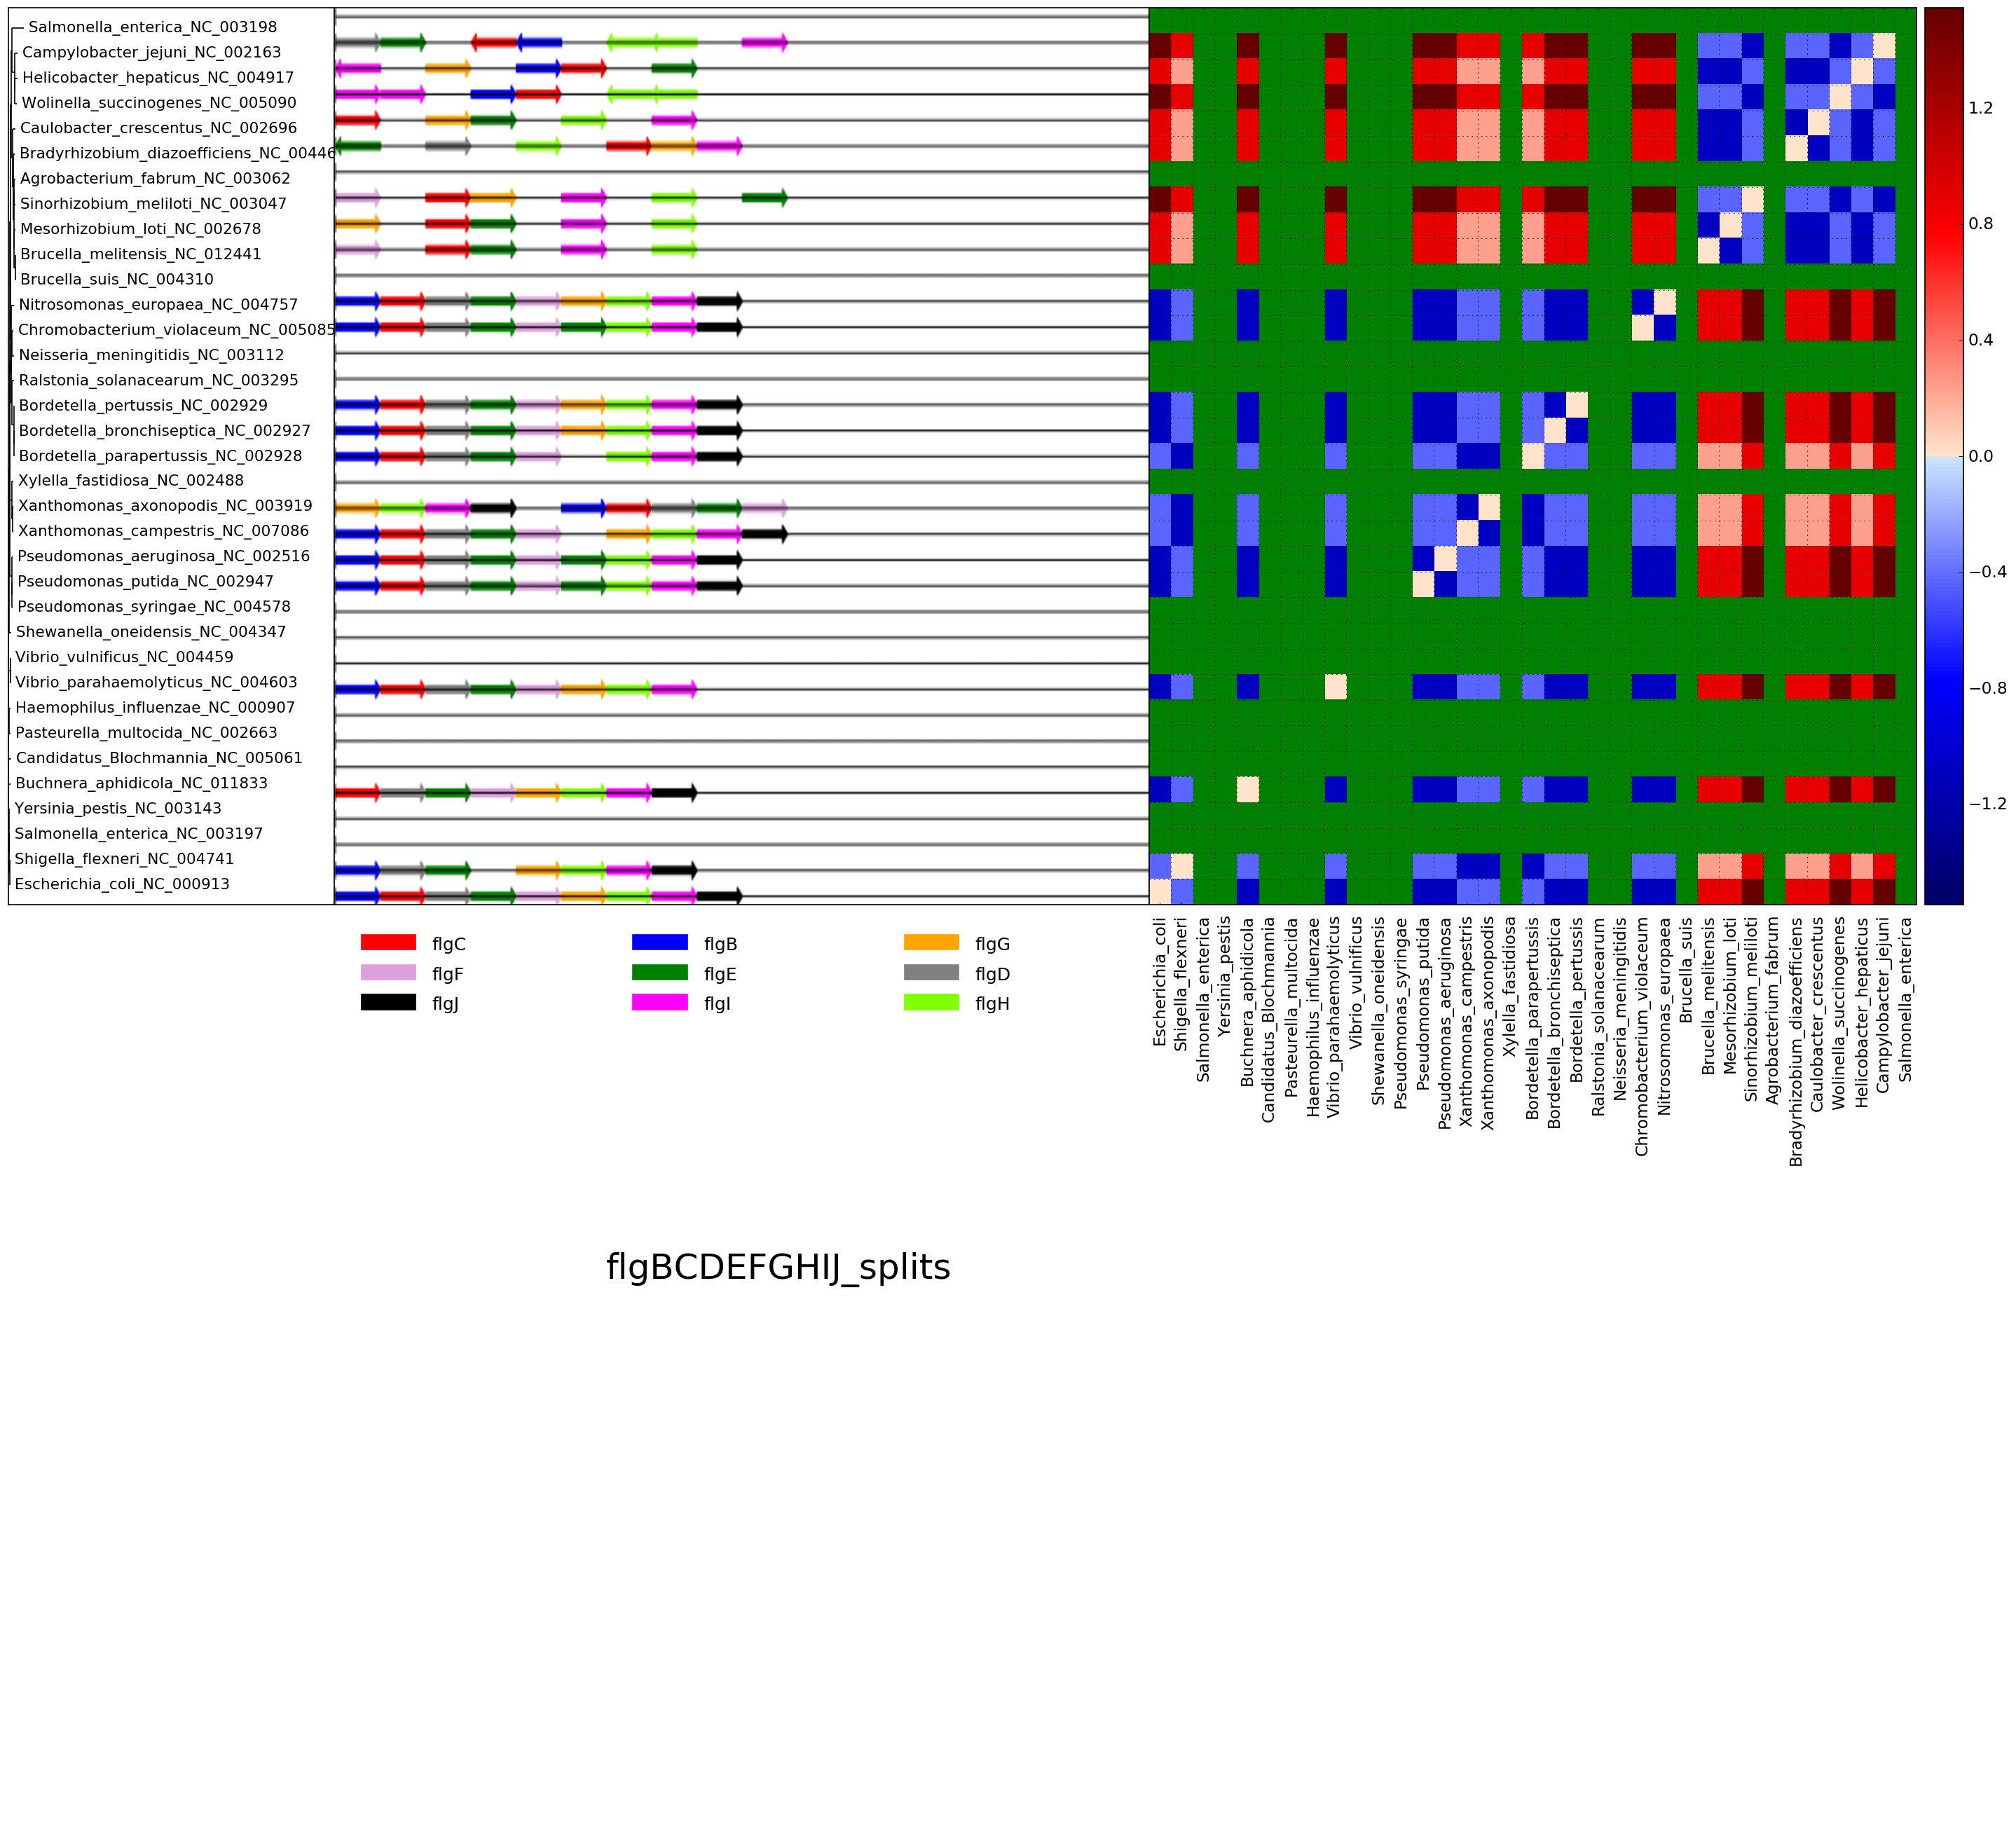 Salmonella_enterica_NC_003198
Campylobacter_jejuni_NC_002163
Helicobacter_hepaticus_NC_004917
Wolinella_succinogenes_NC_005090
Caulobacter_crescentus_NC_002696
Bradyrhizobium_diazoefficiens_NC_00446
Agrobacterium_fabrum_NC_003062
Sinorhizobium_meliloti_NC_003047
Mesorhizobium_loti_NC_002678
Brucella_melitensis_NC_012441
Brucella_suis_NC_004310
Nitrosomonas_europaea_NC_004757
Chromobacterium_violaceum_NC_005085
Neisseria_meningitidis_NC_003112
Ralstonia_solanacearum_NC_003295
Bordetella_pertussis_NC_002929
Bordetella_bronchiseptica_NC_002927
Bordetella_parapertussis_NC_002928
Xylella_fastidiosa_NC_002488
Xanthomonas_axonopodis_NC_003919
Xanthomonas_campestris_NC_007086
Pseudomonas_aeruginosa_NC_002516
Pseudomonas_putida_NC_002947
Pseudomonas_syringae_NC_004578
Shewanella_oneidensis_NC_004347
Vibrio_vulnificus_NC_004459
Vibrio_parahaemolyticus_NC_004603
Haemophilus_influenzae_NC_000907
Pasteurella_multocida_NC_002663
Candidatus_Blochmannia_NC_005061
Buchnera_aphidicola_NC_011833
Yersinia_pestis_NC_003143
Salmonella_enterica_NC_003197
Shigella_flexneri_NC_004741
Escherichia_coli_NC_000913
1.2
0.8
0.4
0.0
−0.4
−0.8
−1.2
flgC flgB flgG
flgF flgE flgD
flgJ flgI flgH
Escherichia_coli
Shigella_flexneri
Salmonella_enterica
Yersinia_pestis
Buchnera_aphidicola
Candidatus_Blochmannia
Pasteurella_multocida
Haemophilus_influenzae
Vibrio_parahaemolyticus
Vibrio_vulnificus
Shewanella_oneidensis
Pseudomonas_syringae
Pseudomonas_putida
Pseudomonas_aeruginosa
Xanthomonas_campestris
Xanthomonas_axonopodis
Xylella_fastidiosa
Bordetella_parapertussis
Bordetella_bronchiseptica
Bordetella_pertussis
Ralstonia_solanacearum
Neisseria_meningitidis
Chromobacterium_violaceum
Nitrosomonas_europaea
Brucella_suis
Brucella_melitensis
Mesorhizobium_loti
Sinorhizobium_meliloti
Agrobacterium_fabrum
Bradyrhizobium_diazoefficiens
Caulobacter_crescentus
Wolinella_succinogenes
Helicobacter_hepaticus
Campylobacter_jejuni
Salmonella_enterica
flgBCDEFGHIJ_splits